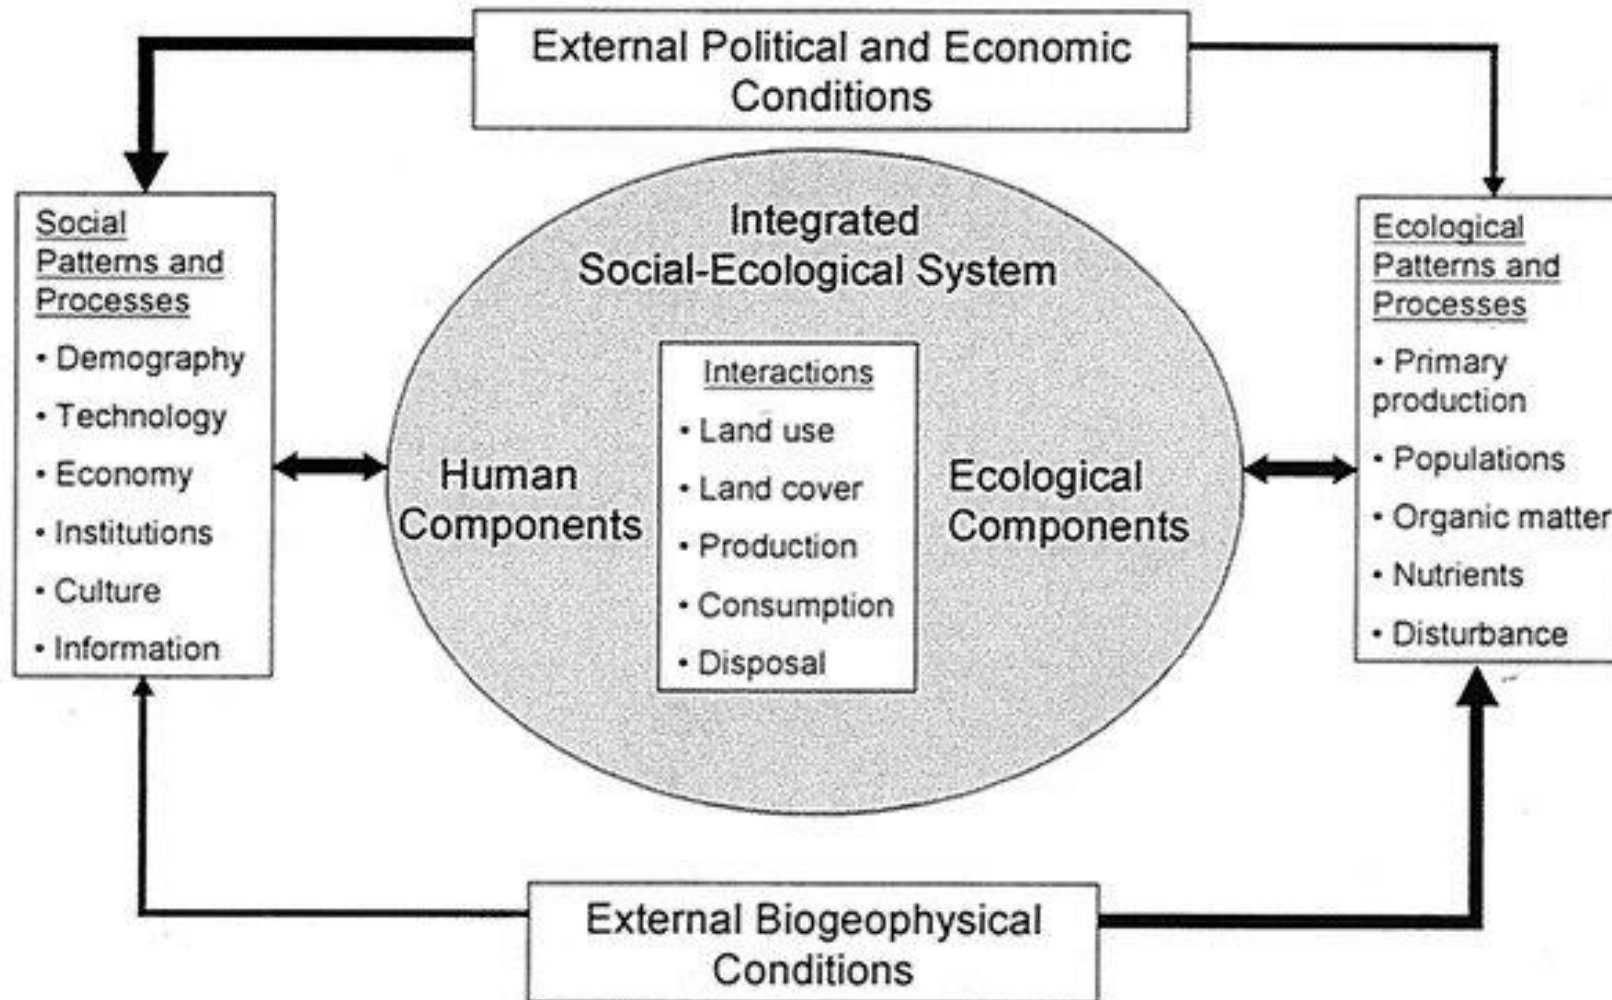 External Political and Economic
Conditions
Social
Patterns and
Processes
• Demography
• Technology
• Economy
• Institutions
• Culture
• Information
Integrated
Social-Ecological System
Human
Components
Interactions
• Land use
• Land cover
• Production
• Consumption
• Disposal
Ecological
Components
Ecological
Patterns and
Processes
• Primary
production
• Populations
• Organic matter
• Nutrients
• Disturbance
External Biogeophysical
Conditions